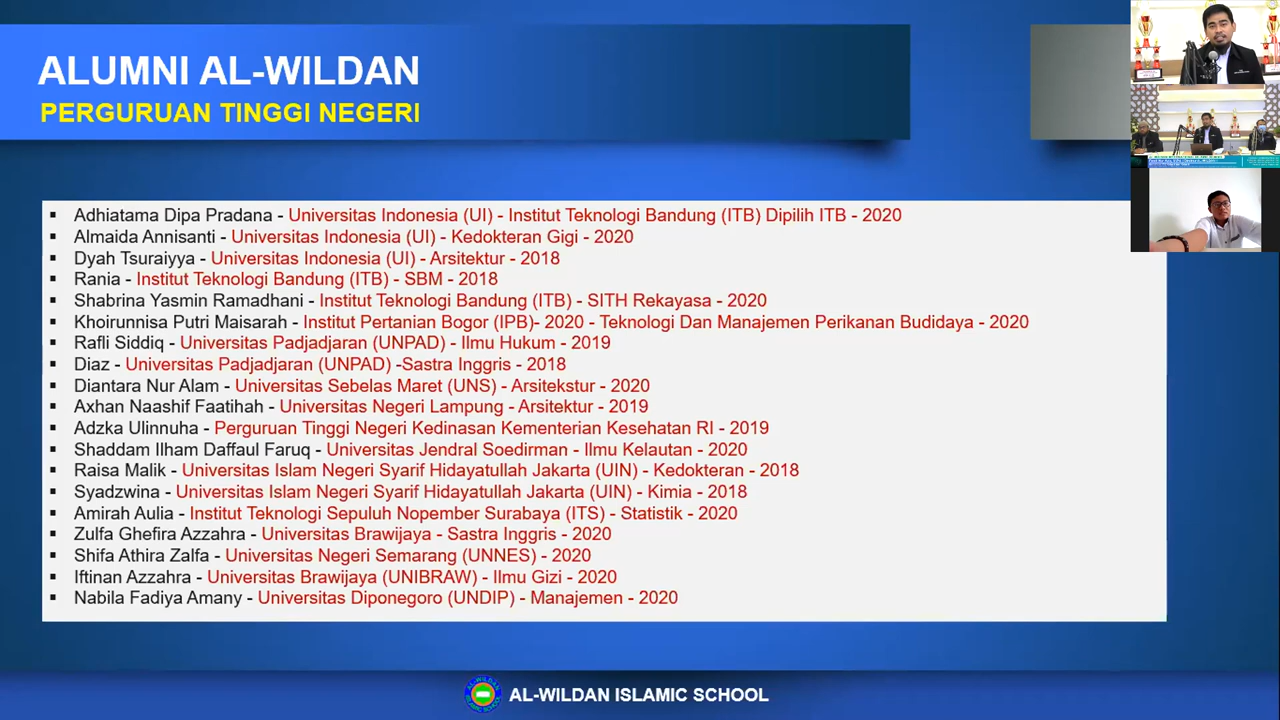 ALUMNI AL-WILDAN
PERGURUAN TINGGI NEGERI
▪ Adhiatama Dipa Pradana - Universitas Indonesia (UI) - Institut Teknologi Bandung (ITB) Dipilih ITB - 2020
▪ Almaida Annisanti - Universitas Indonesia (UI) - Kedokteran Gigi - 2020
▪ Dyah Tsuraiyya - Universitas Indonesia (UI) - Arsitektur - 2018
▪ Rania - Institut Teknologi Bandung (ITB) - SBM - 2018
▪ Shabrina Yasmin Ramadhani - Institut Teknologi Bandung (ITB) - SITH Rekayasa - 2020
▪ Khoirunnisa Putri Maisarah - Institut Pertanian Bogor (IPB)- 2020 - Teknologi Dan Manajemen Perikanan Budidaya - 2020
▪ Rafli Siddiq - Universitas Padjadjaran (UNPAD) - Ilmu Hukum - 2019
▪ Diaz - Universitas Padjadjaran (UNPAD) -Sastra Inggris - 2018
▪ Diantara Nur Alam - Universitas Sebelas Maret (UNS) - Arsitekstur - 2020
▪ Axhan Naashif Faatihah - Universitas Negeri Lampung - Arsitektur - 2019
▪ Adzka Ulinnuha - Perguruan Tinggi Negeri Kedinasan Kementerian Kesehatan RI - 2019
▪ Shaddam Ilham Daffaul Faruq - Universitas Jendral Soedirman - Ilmu Kelautan - 2020
▪ Raisa Malik - Universitas Islam Negeri Syarif Hidayatullah Jakarta (UIN) - Kedokteran - 2018
▪ Syadzwina - Universitas Islam Negeri Syarif Hidayatullah Jakarta (UIN) - Kimia - 2018
▪ Amirah Aulia - Institut Teknologi Sepuluh Nopember Surabaya (ITS) - Statistik - 2020
▪ Zulfa Ghefira Azzahra - Universitas Brawijaya - Sastra Inggris - 2020
▪ Shifa Athira Zalfa - Universitas Negeri Semarang (UNNES) - 2020
▪ Iftinan Azzahra - Universitas Brawijaya (UNIBRAW) - Ilmu Gizi - 2020
▪ Nabila Fadiya Amany - Universitas Diponegoro (UNDIP) - Manajemen - 2020
AL-WILDAN ISLAMIC SCHOOL